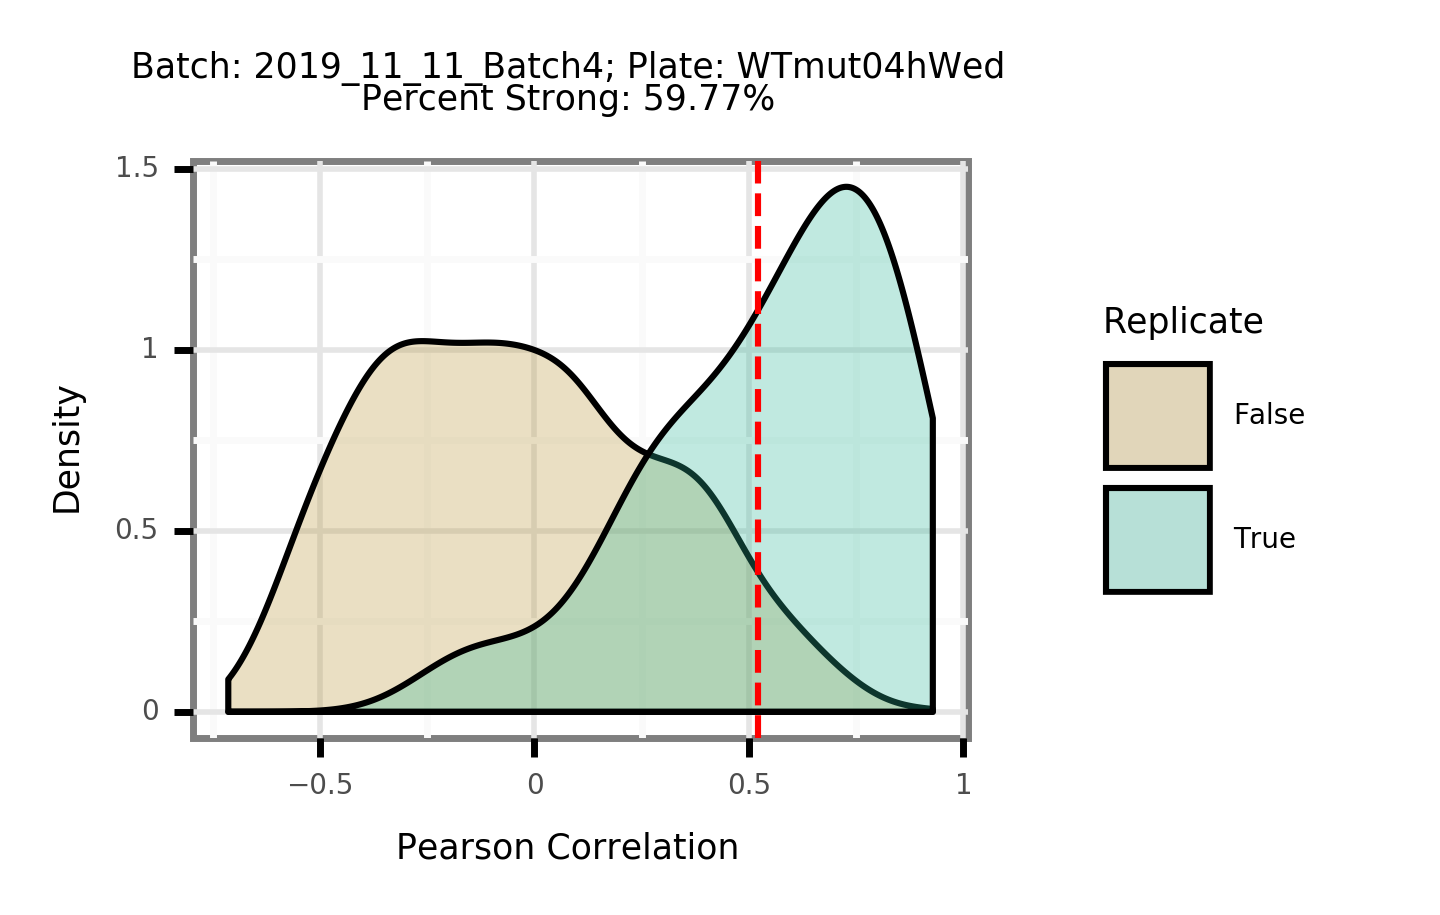 Batch: 2019_11_11_Batch4; Plate: WTmut04hWed
Percent Strong: 59.77%
1.5
1
0.5
0
Density
−0.5
0
0.5
1
Pearson Correlation
Replicate
False
True